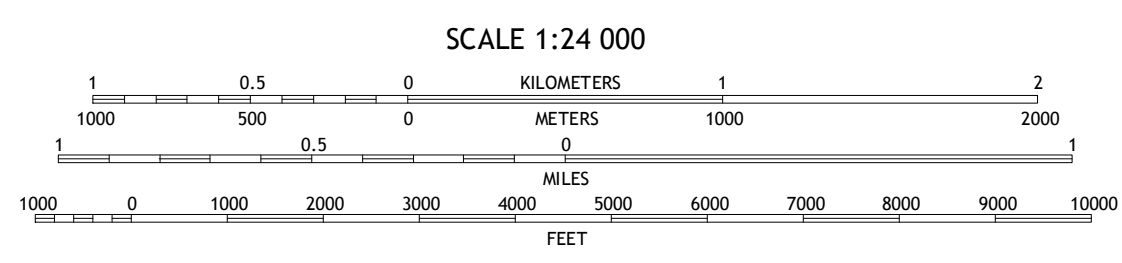 SCALE 1:24 000
1 0.5 0 KILOMETERS 1 2
1000 500 0 METERS 1000 2000
1 0.5 0 1
MILES
1000 0 1000 2000 3000 4000 5000 6000 7000 8000 9000 10000
FEET